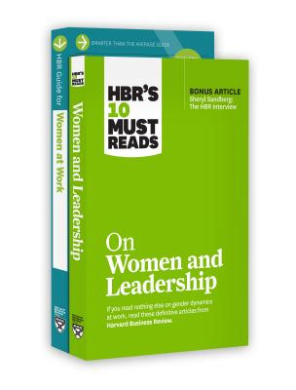 SMARTER THAN THE AVERAGE GUIDE
HBR Guide for
Women at Work
HBR'S
10
MUST
READS
Women and Leadership
HBR'S
10
MUST
READS
BONUS ARTICLE
Sheryl Sandberg:
The HBR Interview
On
Women and
Leadership
If you read nothing else on gender dynamics
at work, read these definitive articles from
Harvard Business Review.